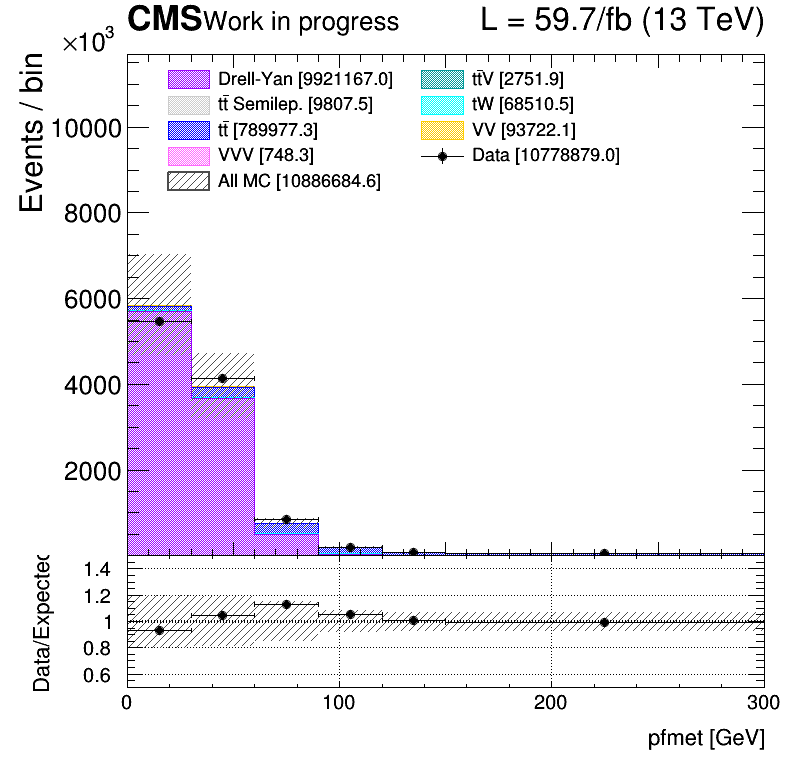 CMS Work in progress L = 59.7/fb (13 TeV)
×10³
Events / bin
Drell-Yan [9921167.0]
tt̄ Semilep. [9807.5]
tt̄ [789977.3]
VVV [748.3]
All MC [10886684.6]
tt̄V [2751.9]
tW [68510.5]
VV [93722.1]
Data [10778879.0]
10000
8000
6000
4000
2000
Data/Expected
1.4
1.2
1
0.8
0.6
0 100 200 300
pfmet [GeV]